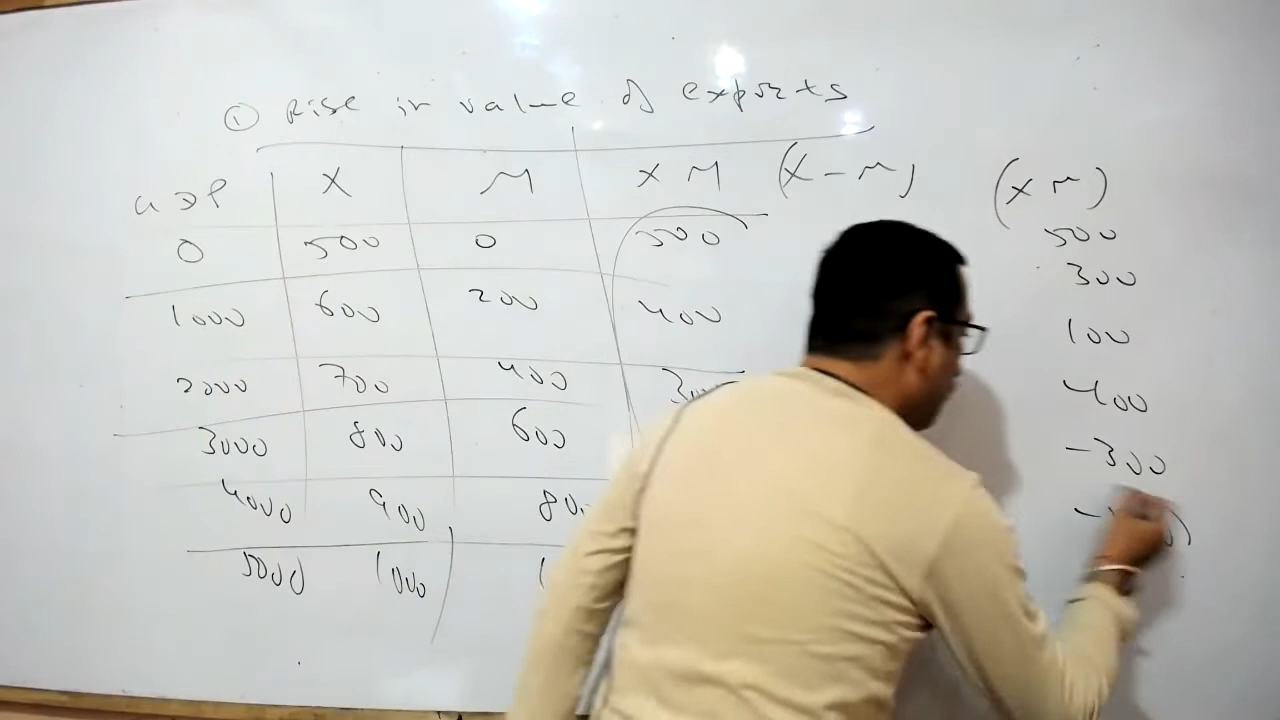 ① Rise in value of exports
GDP X M XM (X-M) (XM)
0 500 0 500 500
1000 600 200 400 300
2000 700 400 100
3000 800 600 400
4000 900 -300
5000 1000